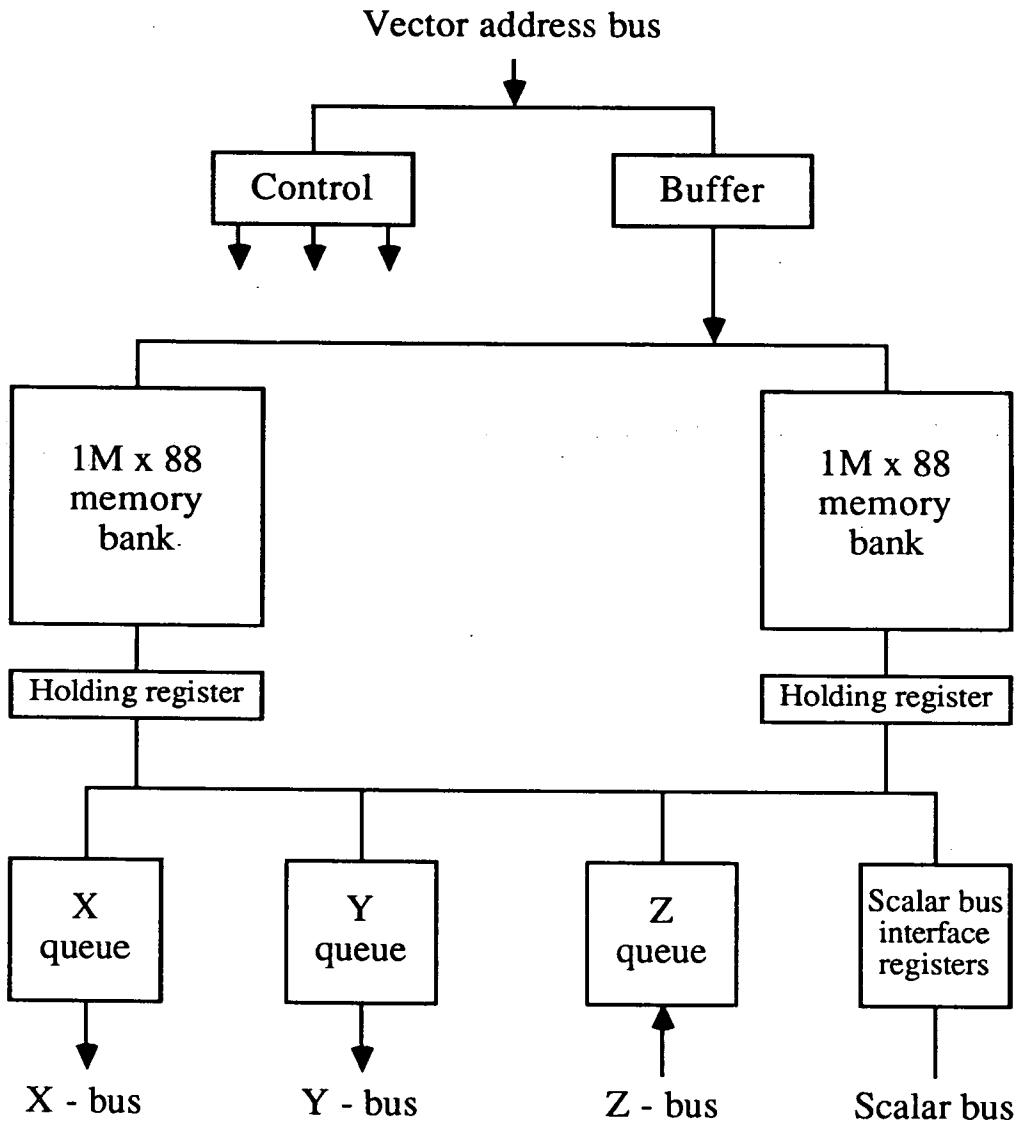 Vector address bus
Control
Buffer
1M x 88
memory
bank
1M x 88
memory
bank
Holding register
Holding register
X
queue
Y
queue
Z
queue
Scalar bus
interface
registers
X - bus
Y - bus
Z - bus
Scalar bus